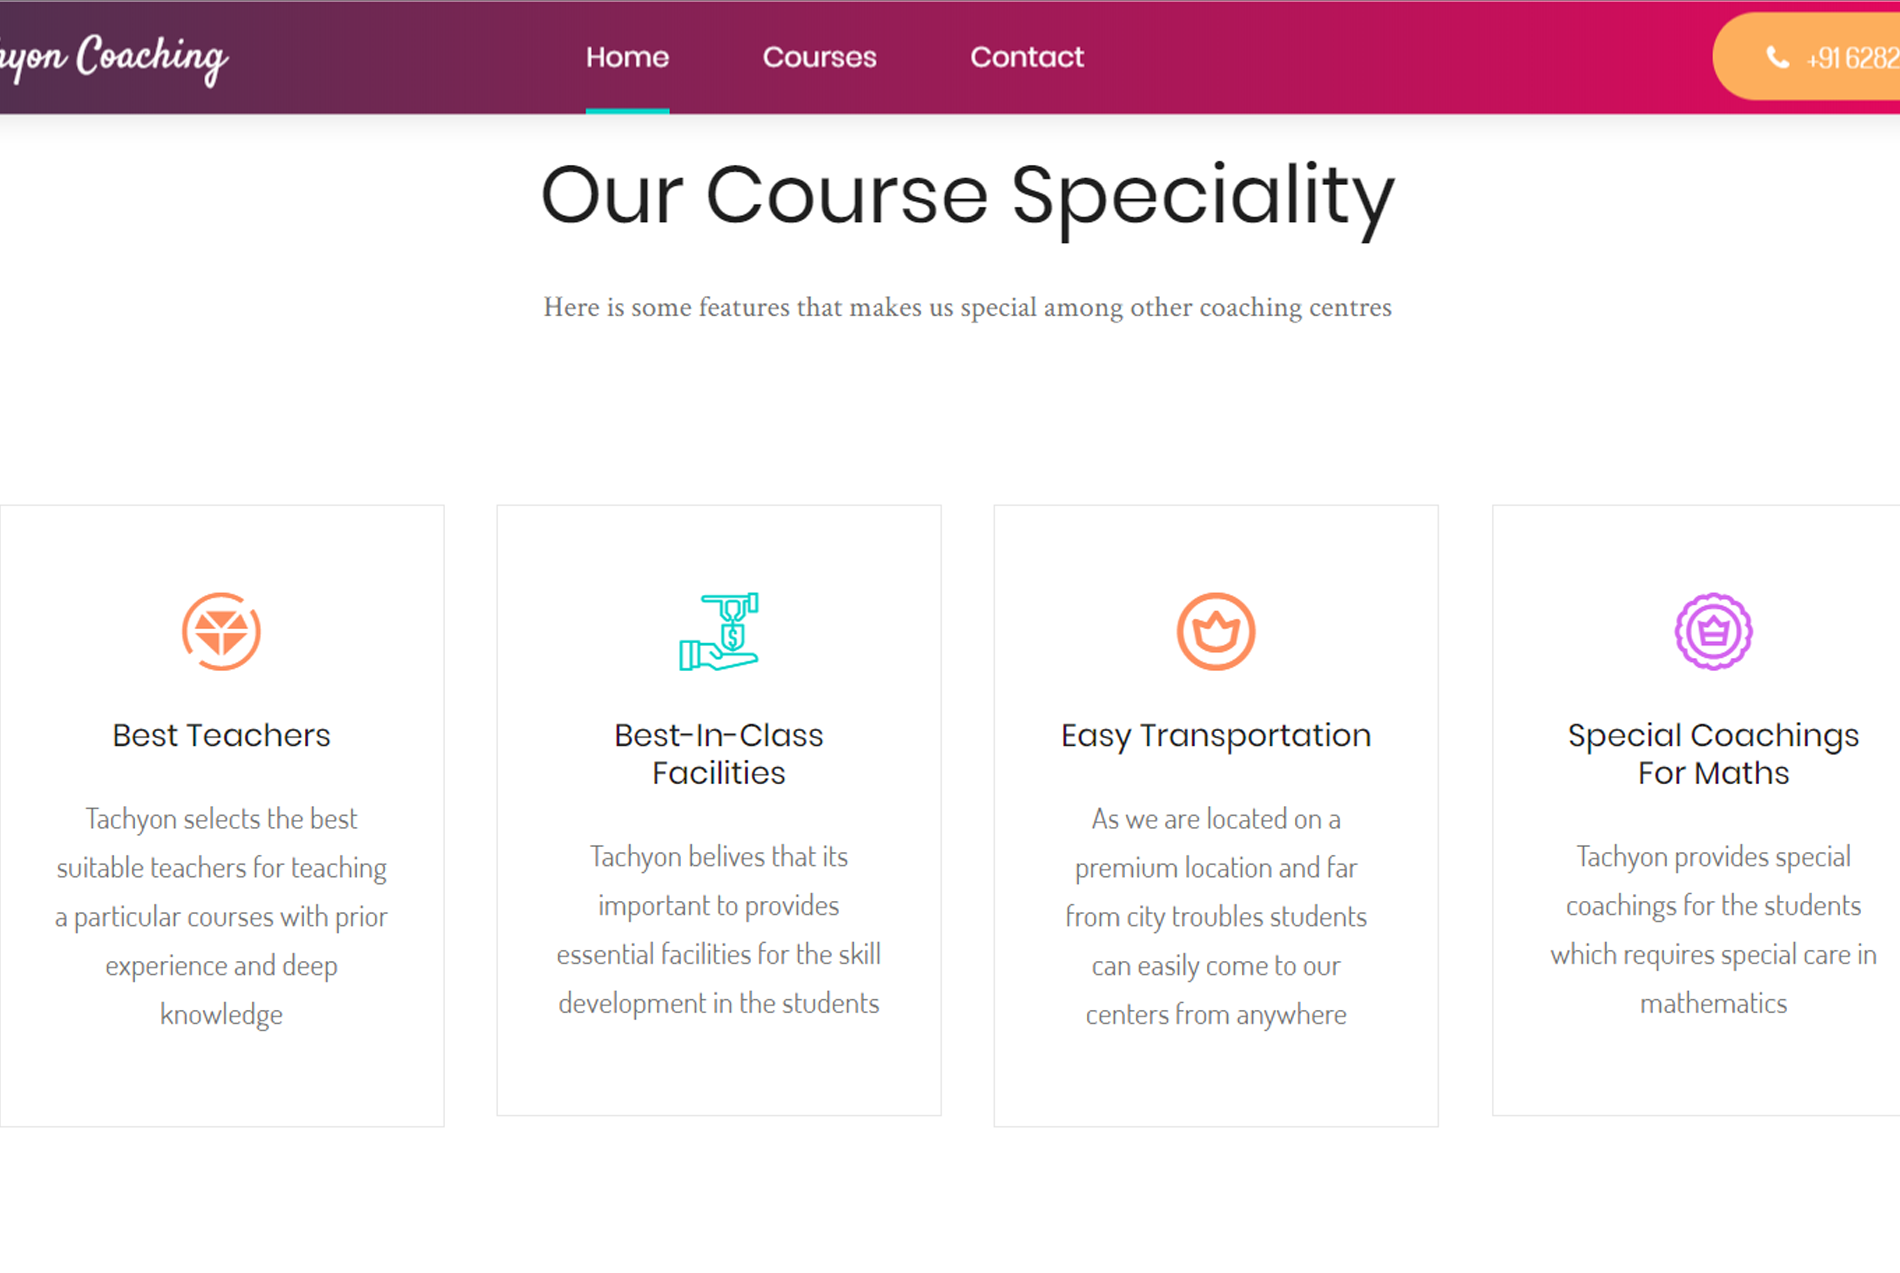 Coaching
Home
Courses
Contact
+91 6282
Our Course Speciality
Here is some features that makes us special among other coaching centres
Best Teachers
Tachyon selects the best
suitable teachers for teaching
a particular courses with prior
experience and deep
knowledge
Best-In-Class
Facilities
Tachyon belives that its
important to provides
essential facilities for the skill
development in the students
Easy Transportation
As we are located on a
premium location and far
from city troubles students
can easily come to our
centers from anywhere
Special Coachings
For Maths
Tachyon provides special
coachings for the students
which requires special care in
mathematics